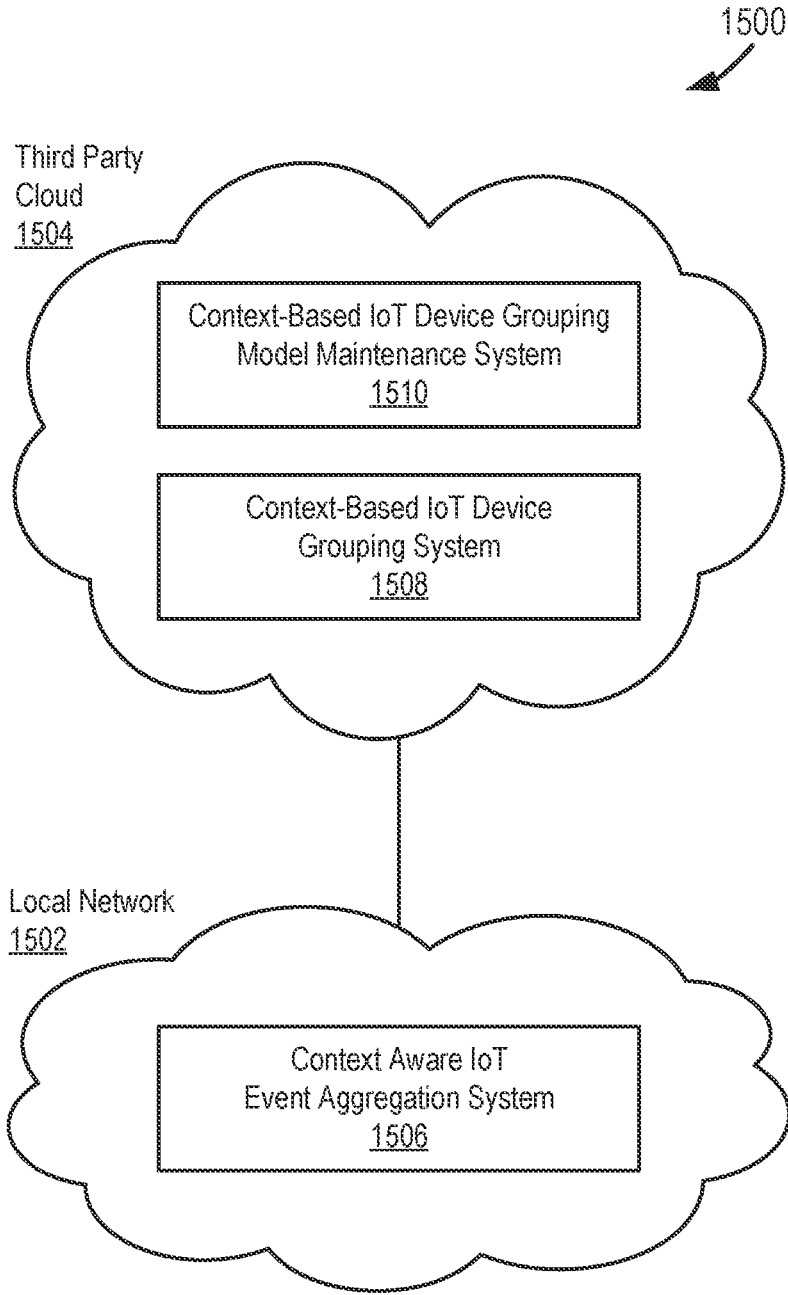 1500
Third Party
Cloud
1504
Context-Based IoT Device Grouping
Model Maintenance System
1510
Context-Based IoT Device
Grouping System
1508
Local Network
1502
Context Aware IoT
Event Aggregation System
1506